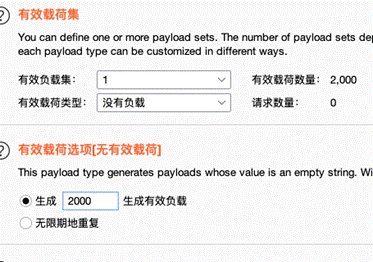 有效载荷集
You can define one or more payload sets. The number of payload sets dep
each payload type can be customized in different ways.
有效负载集： 1 有效载荷数量： 2,000
有效载荷类型： 没有负载 请求数量： 0
有效载荷选项[无有效载荷]
This payload type generates payloads whose value is an empty string. Wi
生成 2000 生成有效负载
无限期地重复